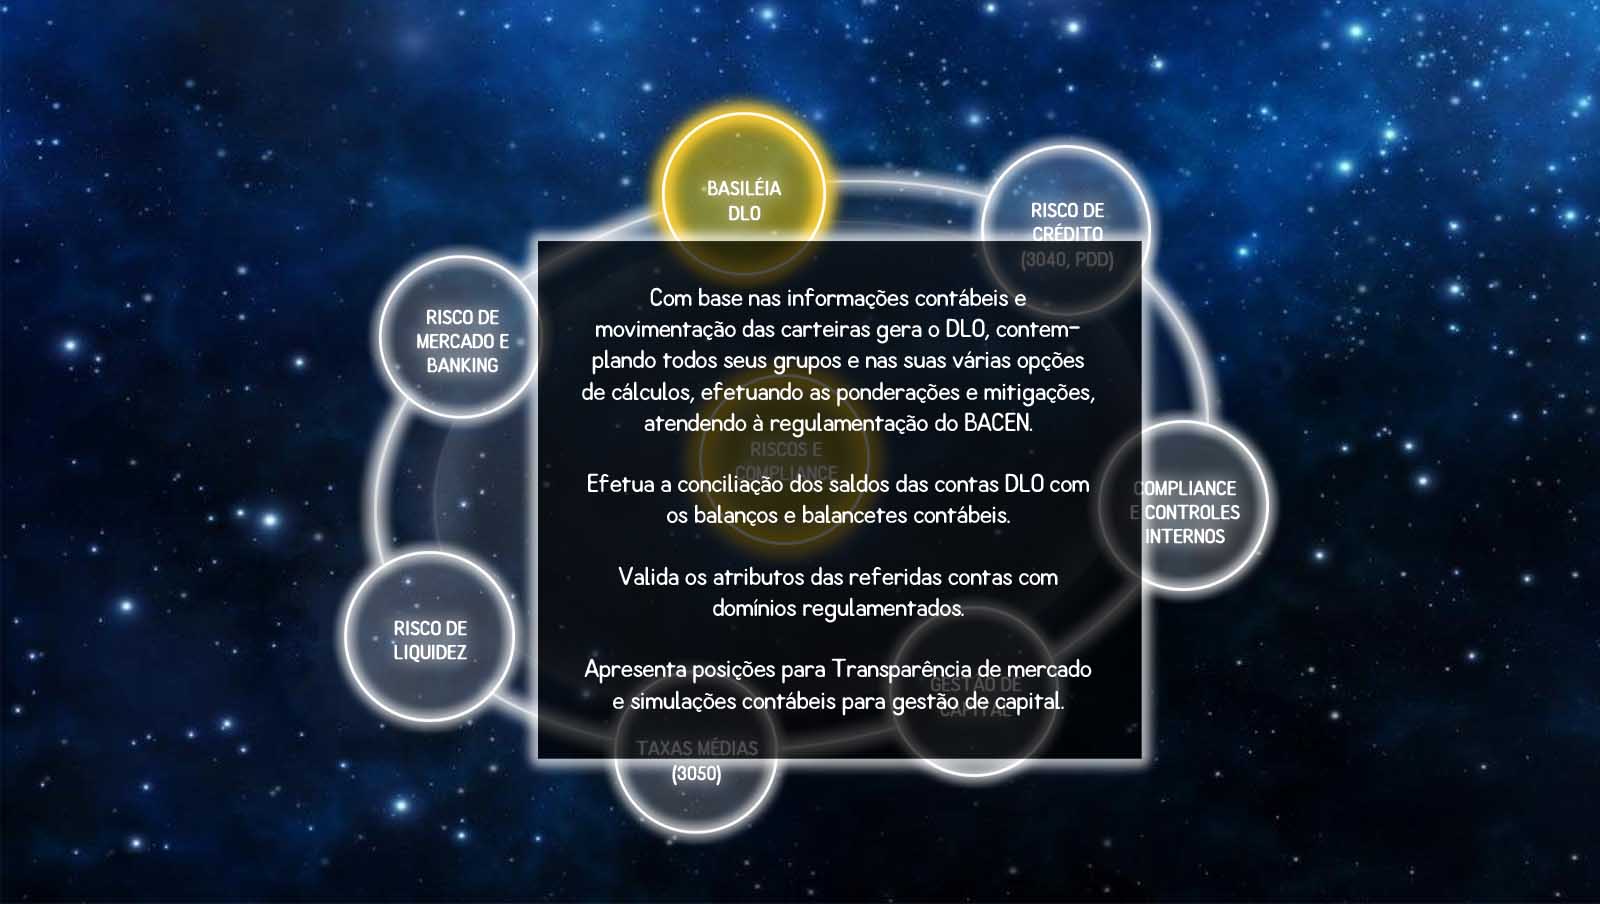 BASILÉIA
DLO
RISCO DE
CRÉDITO
(3040, PDD)
RISCO DE
MERCADO E
BANKING
Com base nas informações contábeis e
movimentação das carteiras gera o DLO, contem-
plando todos seus grupos e nas suas várias opções
de cálculos, efetuando as ponderações e mitigações,
atendendo à regulamentação do BACEN.
RISCOS E
COMPLIANCE
Efetua a conciliação dos saldos das contas DLO com
os balanços e balancetes contábeis.
COMPLIANCE
E CONTROLES
INTERNOS
Valida os atributos das referidas contas com
domínios regulamentados.
RISCO DE
LIQUIDEZ
Apresenta posições para Transparência de mercado
e simulações contábeis para gestão de capital.
GESTÃO DE
CAPITAL
TAXAS MÉDIAS
(3050)